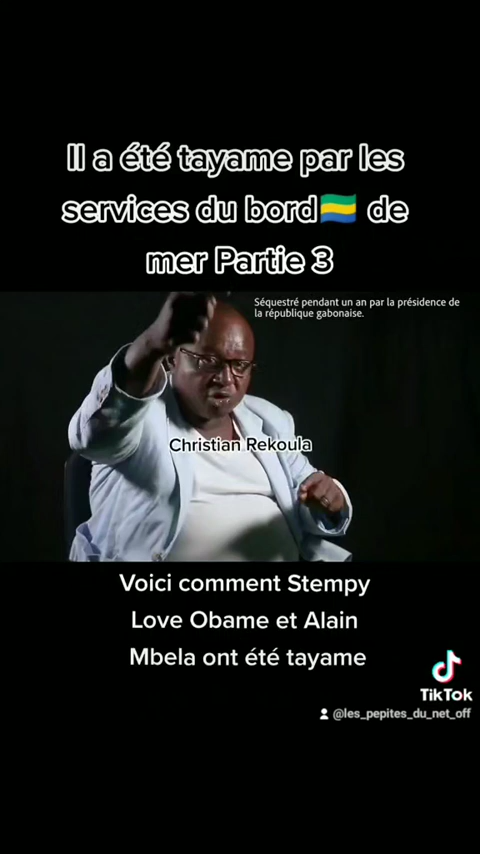 Il a été tayame par les
services du bord🇬🇦 de
mer Partie 3
Séquestré pendant un an par la présidence de
la république gabonaise.
Christian Rekoula
Voici comment Stempy
Love Obame et Alain
Mbela ont été tayame
TikTok
@les_pepites_du_net_off